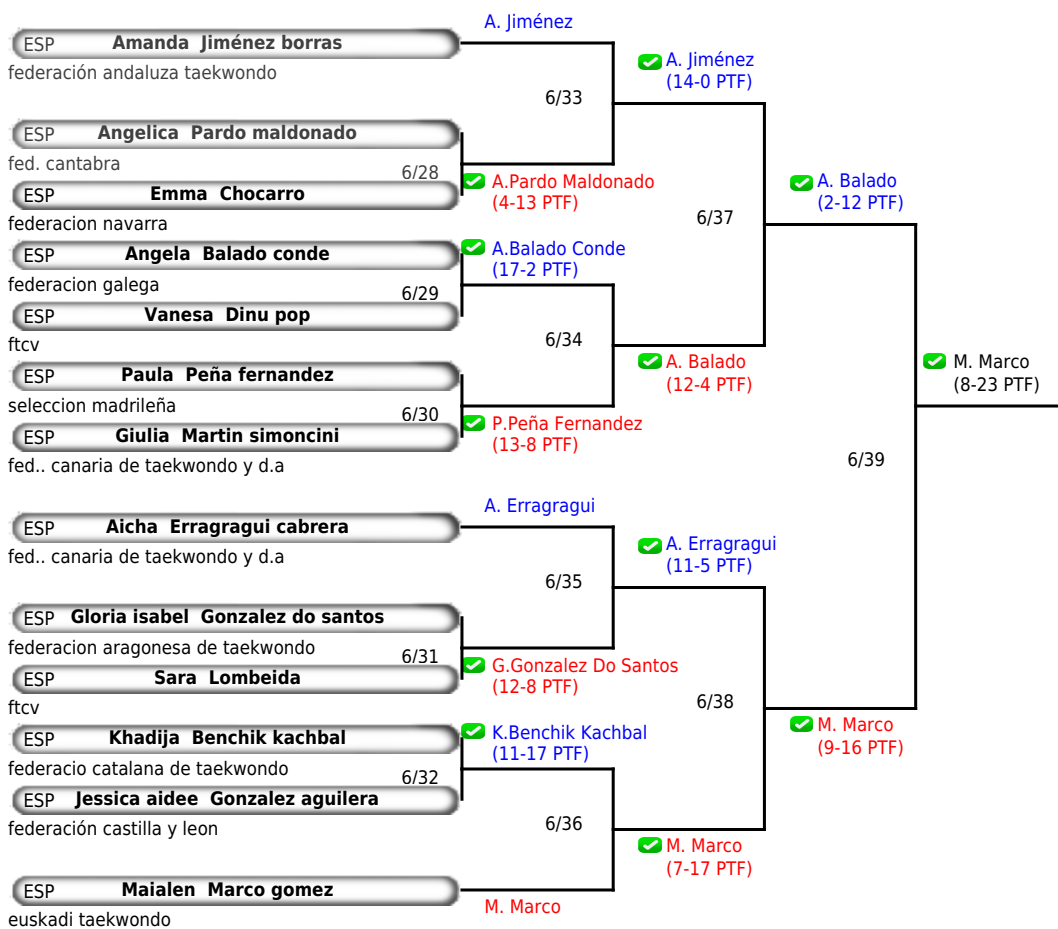 A. Jiménez
ESP Amanda Jiménez borras
federación andaluza taekwondo
A. Jiménez
(14-0 PTF)
6/33
ESP Angelica Pardo maldonado
fed. cantabra
6/28
A.Pardo Maldonado
(4-13 PTF)
ESP Emma Chocarro
federacion navarra
A. Balado
(2-12 PTF)
6/37
ESP Angela Balado conde
federacion galega
6/29
A.Balado Conde
(17-2 PTF)
ESP Vanesa Dinu pop
ftcv
6/34
A. Balado
(12-4 PTF)
M. Marco
(8-23 PTF)
ESP Paula Peña fernandez
seleccion madrileña
6/30
ESP Giulia Martin simoncini
P.Peña Fernandez
(13-8 PTF)
fed.. canaria de taekwondo y d.a
6/39
A. Erragragui
ESP Aicha Erragragui cabrera
fed.. canaria de taekwondo y d.a
A. Erragragui
(11-5 PTF)
6/35
ESP Gloria isabel Gonzalez do santos
federacion aragonesa de taekwondo
6/31
G.Gonzalez Do Santos
(12-8 PTF)
ESP Sara Lombeida
ftcv
6/38
M. Marco
(9-16 PTF)
ESP Khadija Benchik kachbal
K.Benchik Kachbal
(11-17 PTF)
federacio catalana de taekwondo
6/32
ESP Jessica aidee Gonzalez aguilera
federación castilla y leon
6/36
M. Marco
(7-17 PTF)
ESP Maialen Marco gomez
M. Marco
euskadi taekwondo